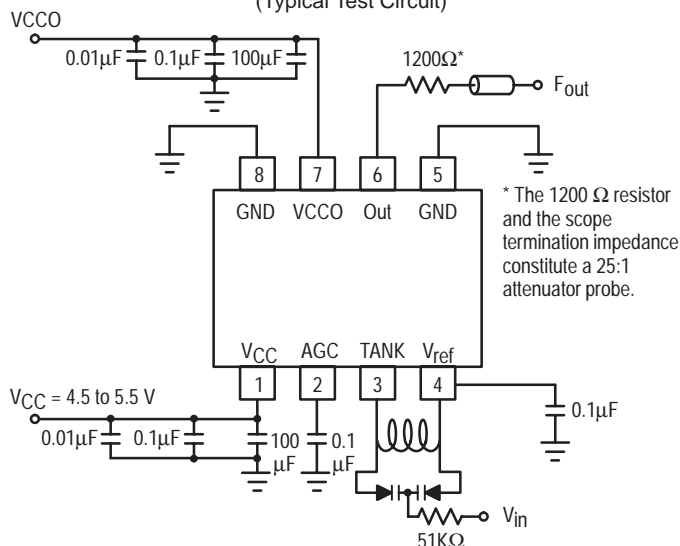 (Typical Test Circuit)
VCCO
0.01µF 0.1µF 100µF
1200Ω*
Fout
8 7 6 5
GND VCCO Out GND
* The 1200 Ω resistor
and the scope
termination impedance
constitute a 25:1
attenuator probe.
VCC AGC TANK Vref
1 2 3 4
VCC = 4.5 to 5.5 V
0.01µF 0.1µF 100 µF 0.1 µF
0.1µF
Vin
51KΩ